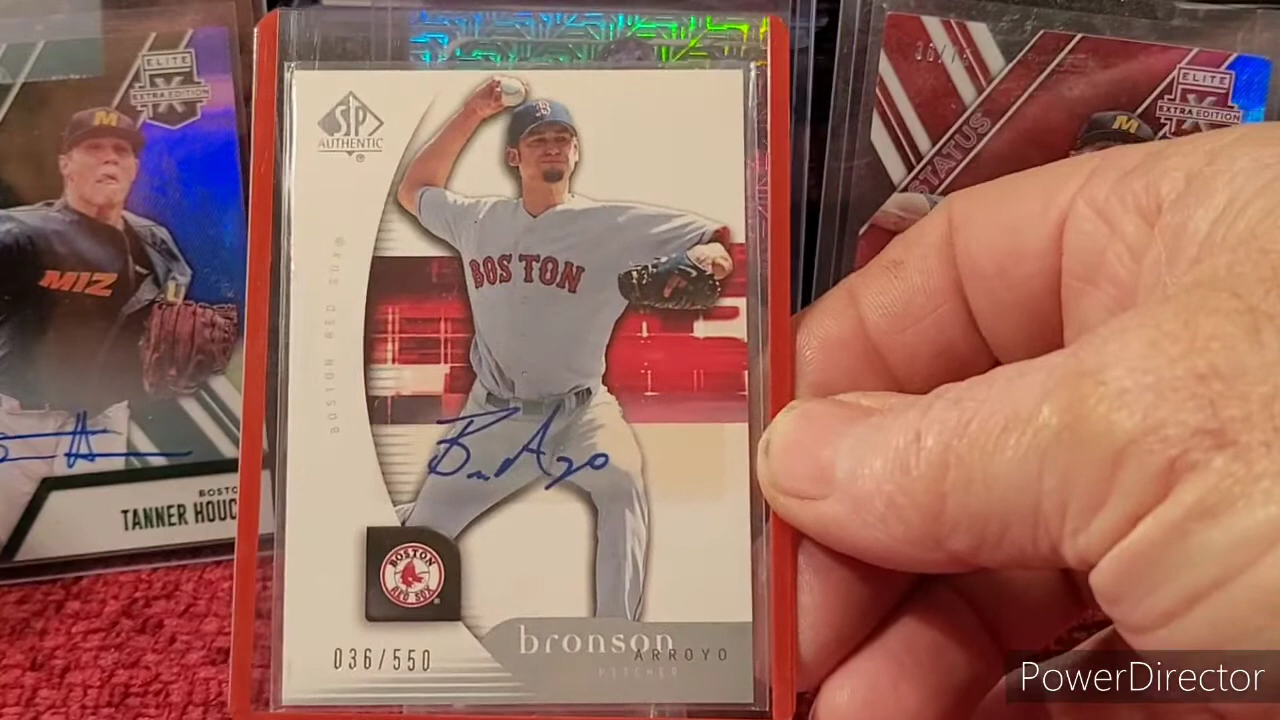 SP
AUTHENTIC
B
BOSTON
BOSTON RED SOX
BOSTON
RED SOX
036/550
bronson
ARROYO
PITCHER
M
ELITE
X
EXTRA EDITION
MIZ
TANNER HOUC
STATUS
M
ELITE
X
EXTRA EDITION
PowerDirector